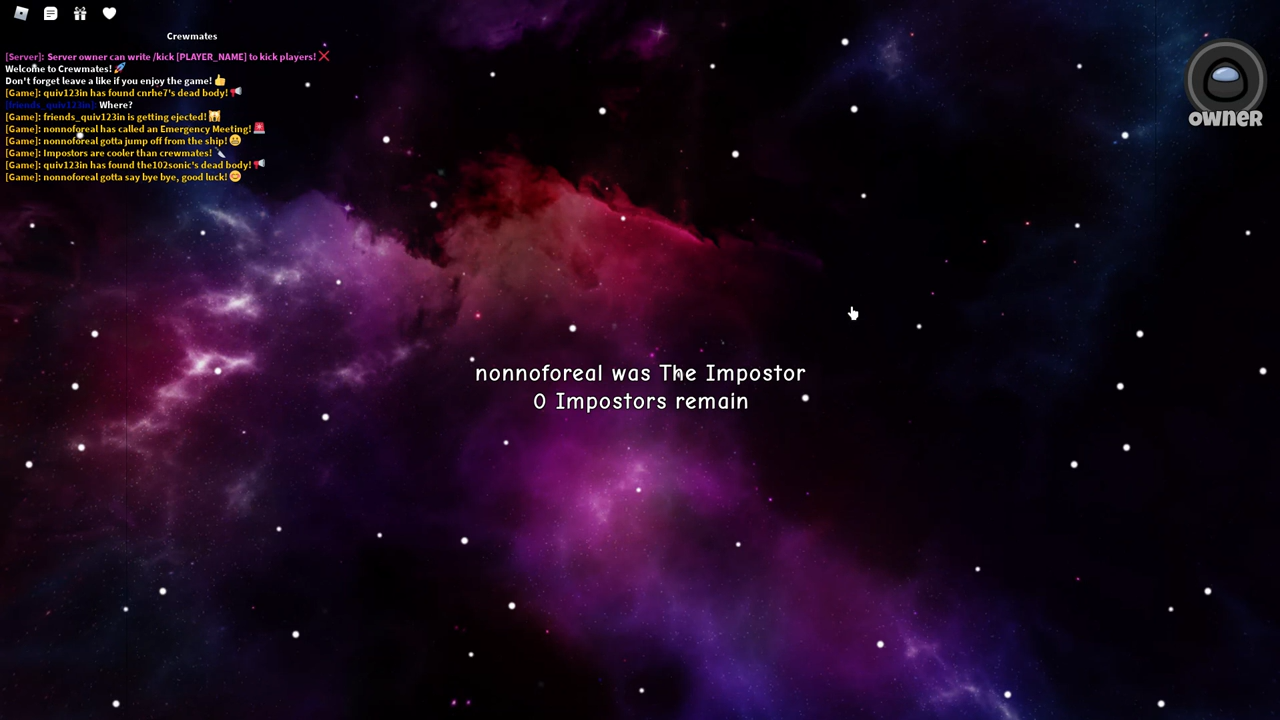 Crewmates
[Server]: Server owner can write /kick [PLAYER_NAME] to kick players! ❌
Welcome to Crewmates! 🚀
Don't forget leave a like if you enjoy the game! 👍
[Game]: quiv123in has found cnrhe7's dead body! 📢
[friends_quiv123in]: Where?
[Game]: friends_quiv123in is getting ejected! 🙀
[Game]: nonnoforeal has called an Emergency Meeting! 🚨
[Game]: nonnoforeal gotta jump off from the ship! 😄
[Game]: Impostors are cooler than crewmates! 🔪
[Game]: quiv123in has found the102sonic's dead body! 📢
[Game]: nonnoforeal gotta say bye bye, good luck! 😊
OWNER
nonnoforeal was The Impostor
0 Impostors remain